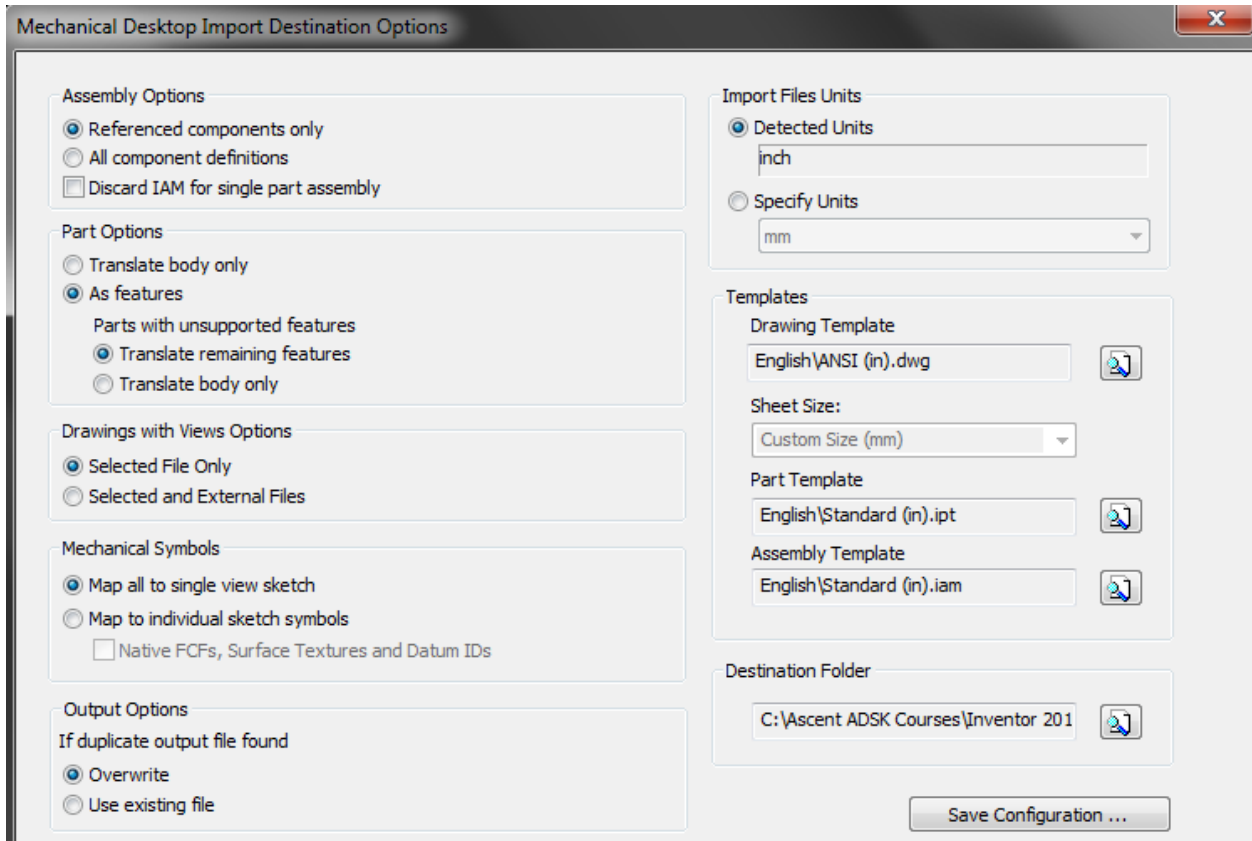 Mechanical Desktop Import Destination Options
Assembly Options
Referenced components only
All component definitions
Discard IAM for single part assembly
Part Options
Translate body only
As features
Parts with unsupported features
Translate remaining features
Translate body only
Drawings with Views Options
Selected File Only
Selected and External Files
Mechanical Symbols
Map all to single view sketch
Map to individual sketch symbols
Native FCFs, Surface Textures and Datum IDs
Output Options
If duplicate output file found
Overwrite
Use existing file
Import Files Units
Detected Units
inch
Specify Units
mm
Templates
Drawing Template
English\ANSI (in).dwg
Sheet Size:
Custom Size (mm)
Part Template
English\Standard (in).ipt
Assembly Template
English\Standard (in).iam
Destination Folder
C:\Ascent ADSK Courses\Inventor 201
Save Configuration ...